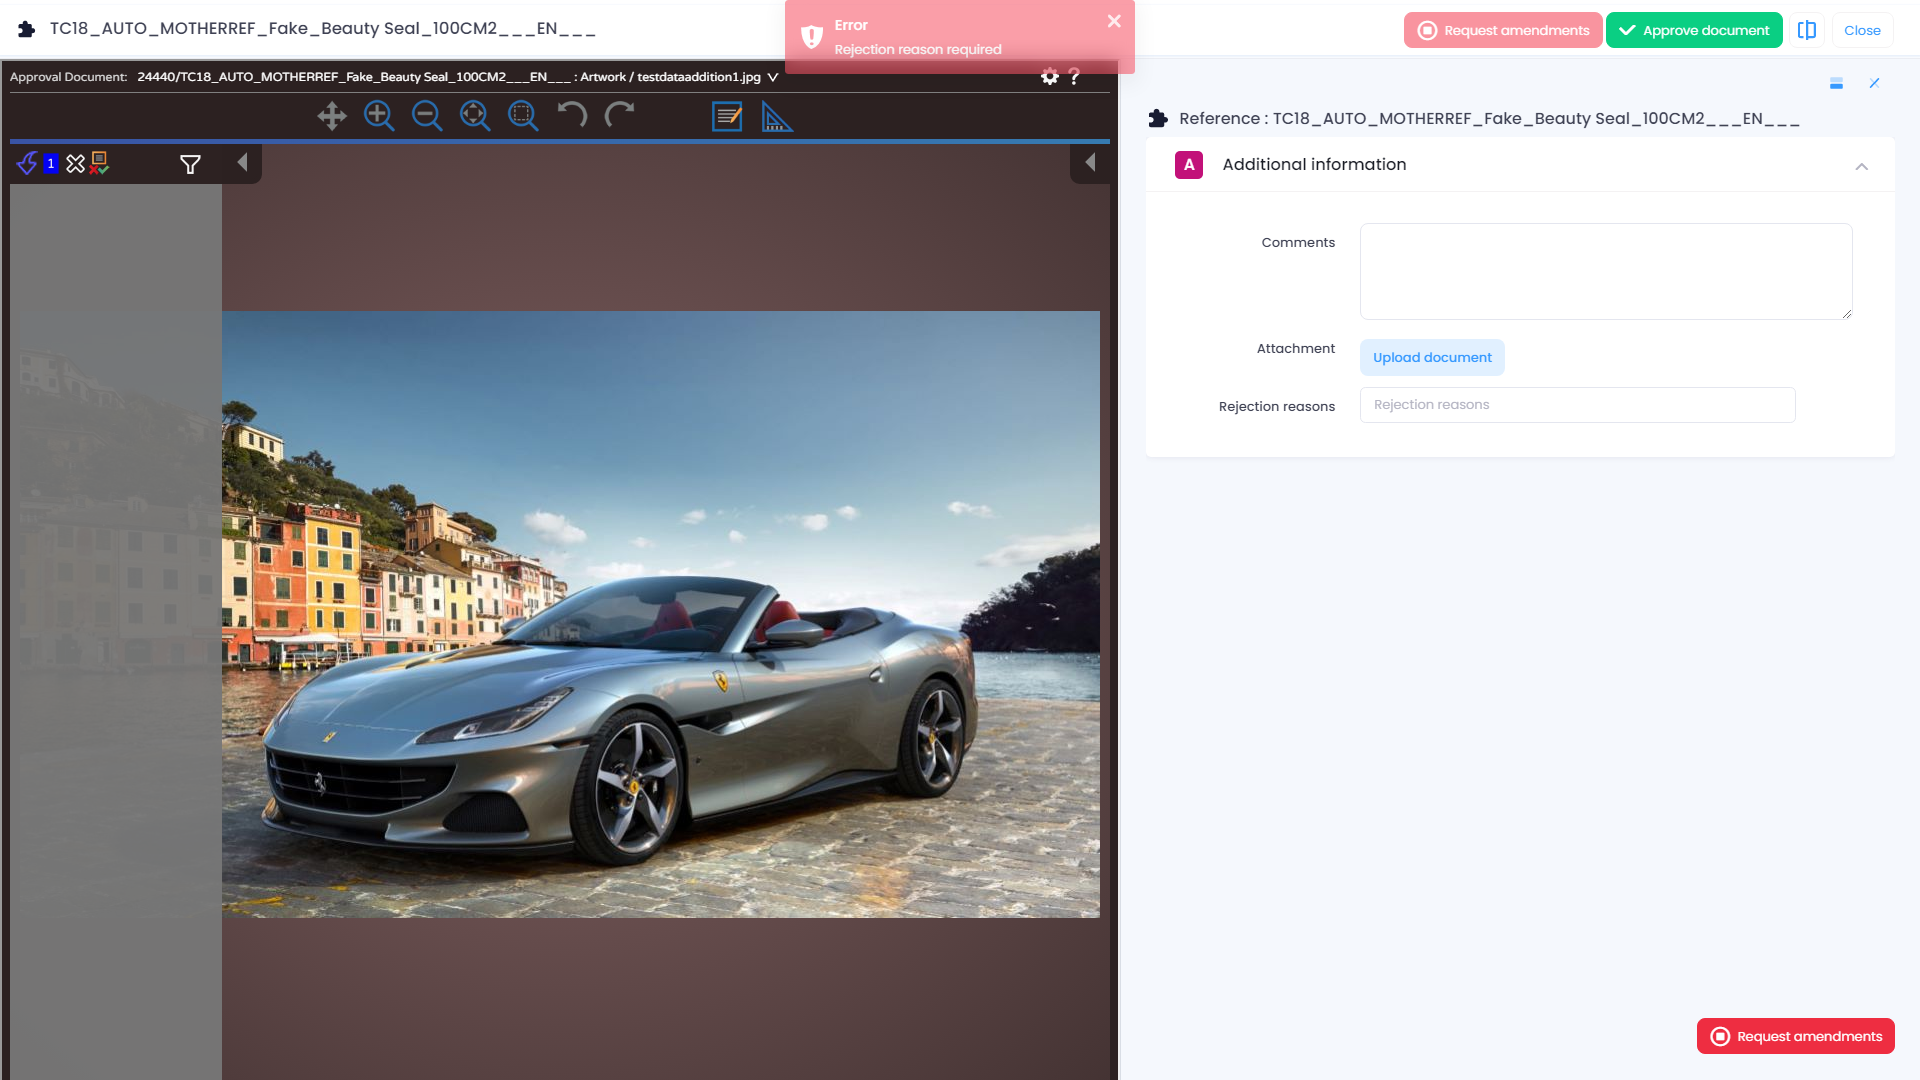 TC18_AUTO_MOTHERREF_Fake_Beauty Seal_100CM2___EN___
Error
Rejection reason required
Request amendments
Approve document
Close
Approval Document: 24440/TC18_AUTO_MOTHERREF_Fake_Beauty Seal_100CM2___EN___ : Artwork / testdataaddition1.jpg
?
1
Reference : TC18_AUTO_MOTHERREF_Fake_Beauty Seal_100CM2___EN___
A Additional information
Comments
Attachment
Upload document
Rejection reasons
Rejection reasons
Request amendments